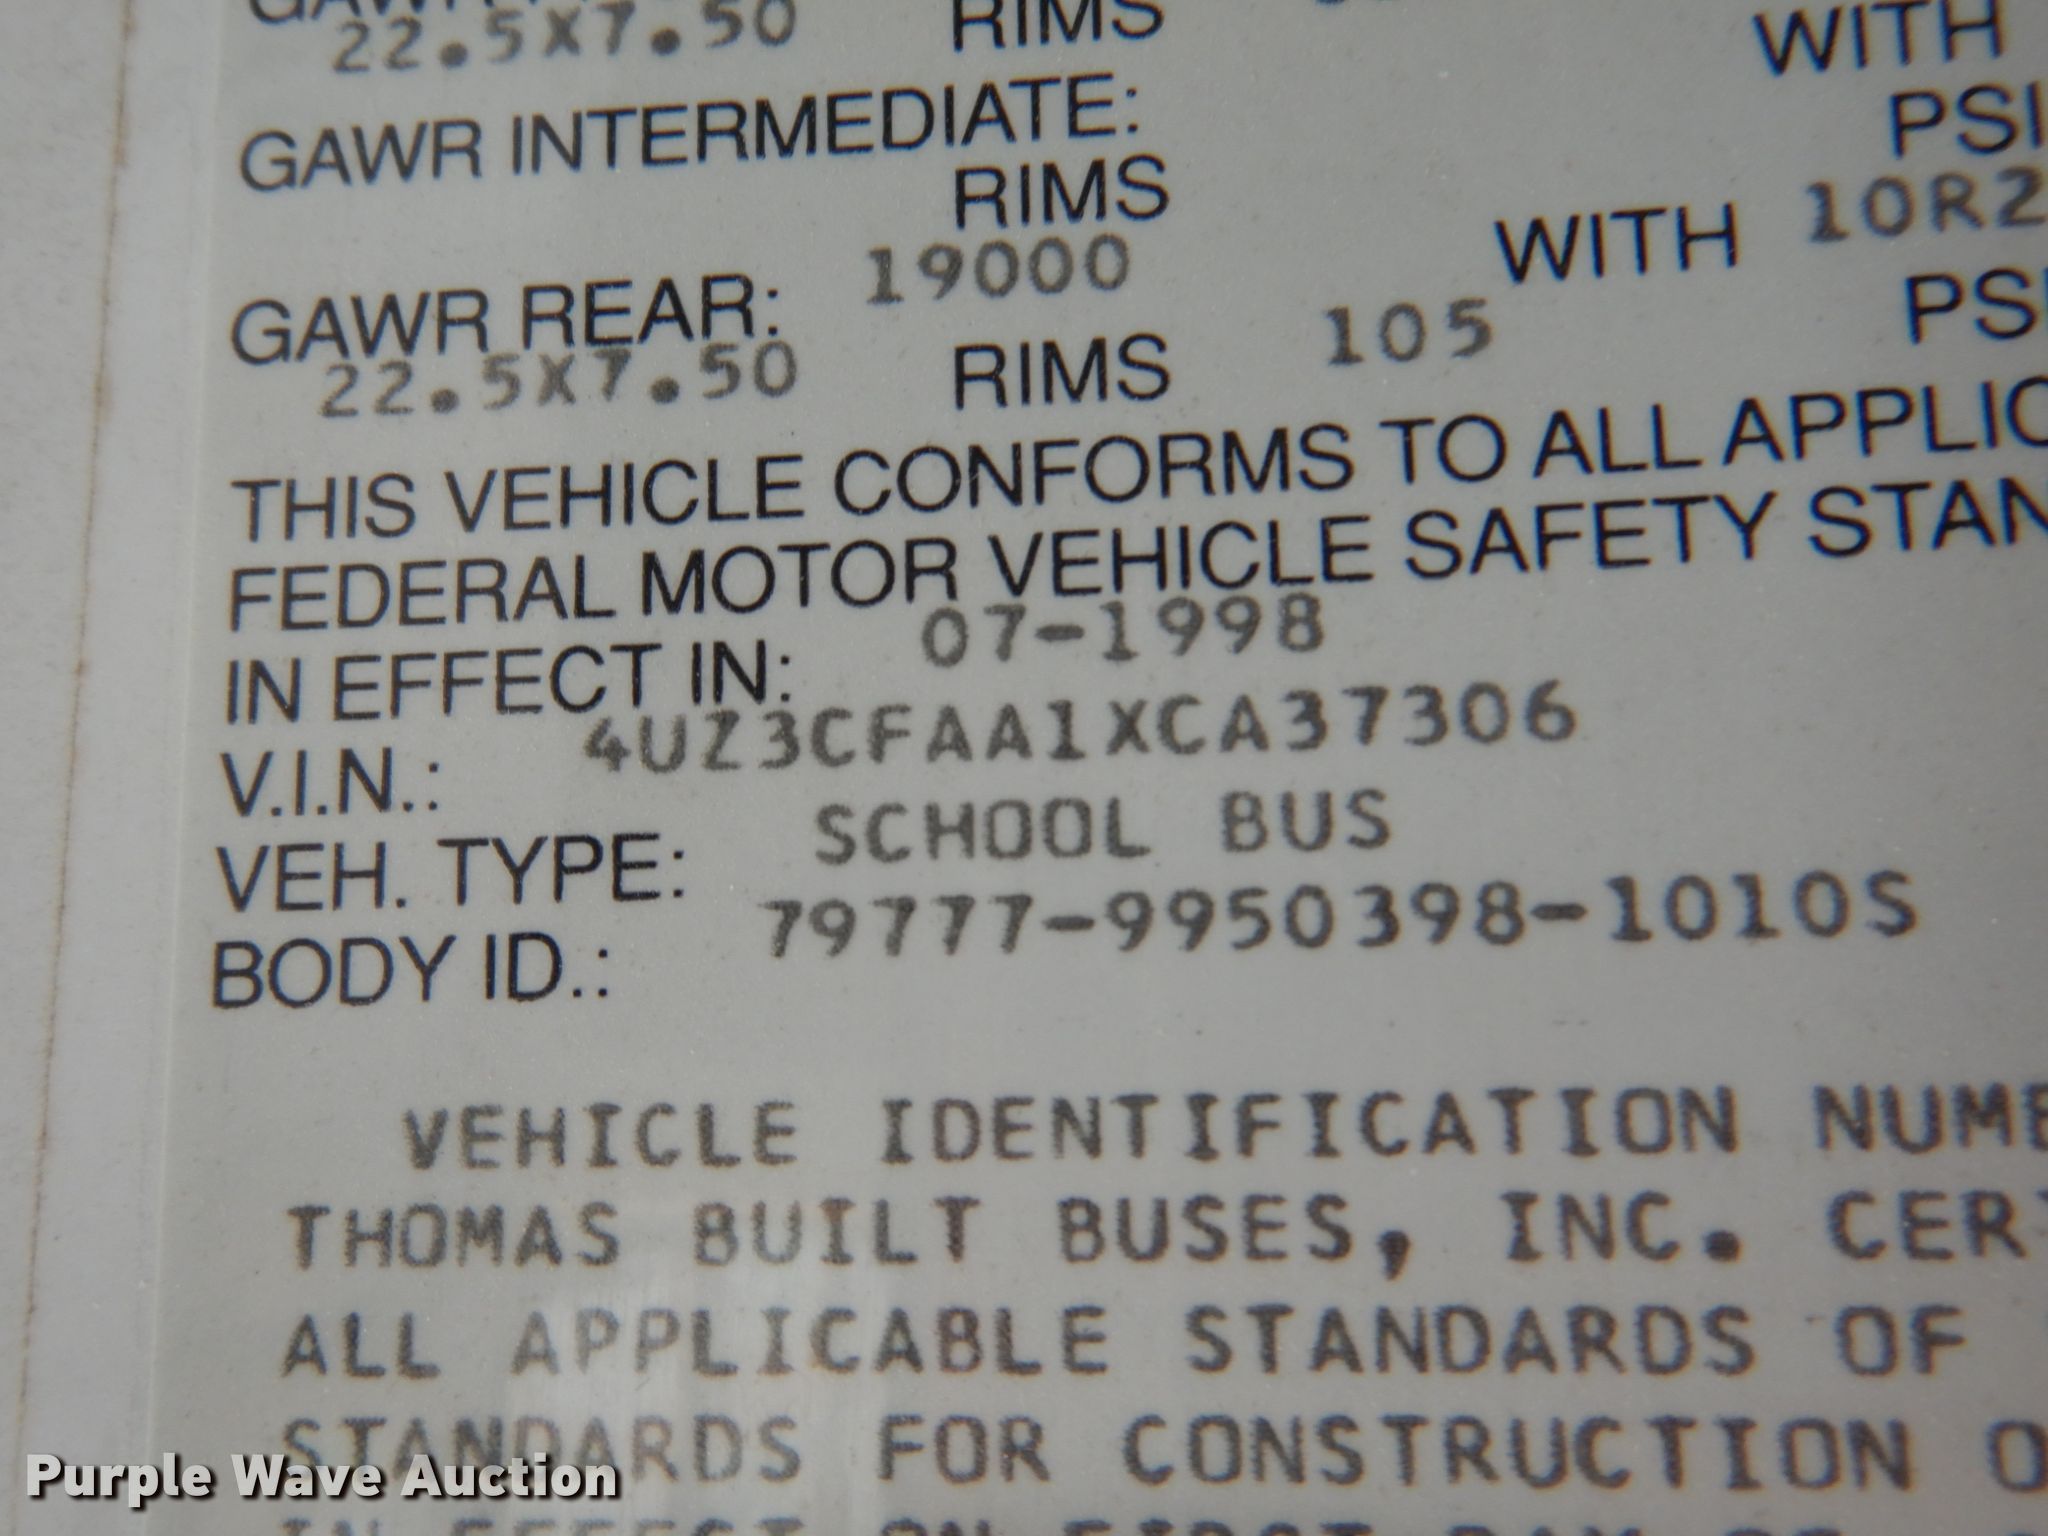 22.5X7.50 RIMS
WITH
GAWR INTERMEDIATE:
PSI
RIMS
WITH 10R2
GAWR REAR: 19000
PSI
22.5X7.50 RIMS 105
THIS VEHICLE CONFORMS TO ALL APPLIC
FEDERAL MOTOR VEHICLE SAFETY STAN
IN EFFECT IN: 07-1998
V.I.N.: 4UZ3CFAA1XCA37306
VEH. TYPE: SCHOOL BUS
BODY ID.: 79777-9950398-1010S
VEHICLE IDENTIFICATION NUMB
THOMAS BUILT BUSES, INC. CERT
ALL APPLICABLE STANDARDS OF
STANDARDS FOR CONSTRUCTION O
Purple Wave Auction